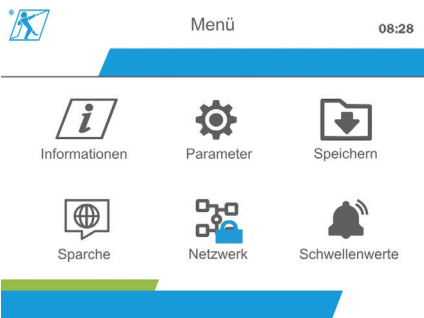 Menü
08:28
Informationen
Parameter
Speichern
Sparche
Netzwerk
Schwellenwerte